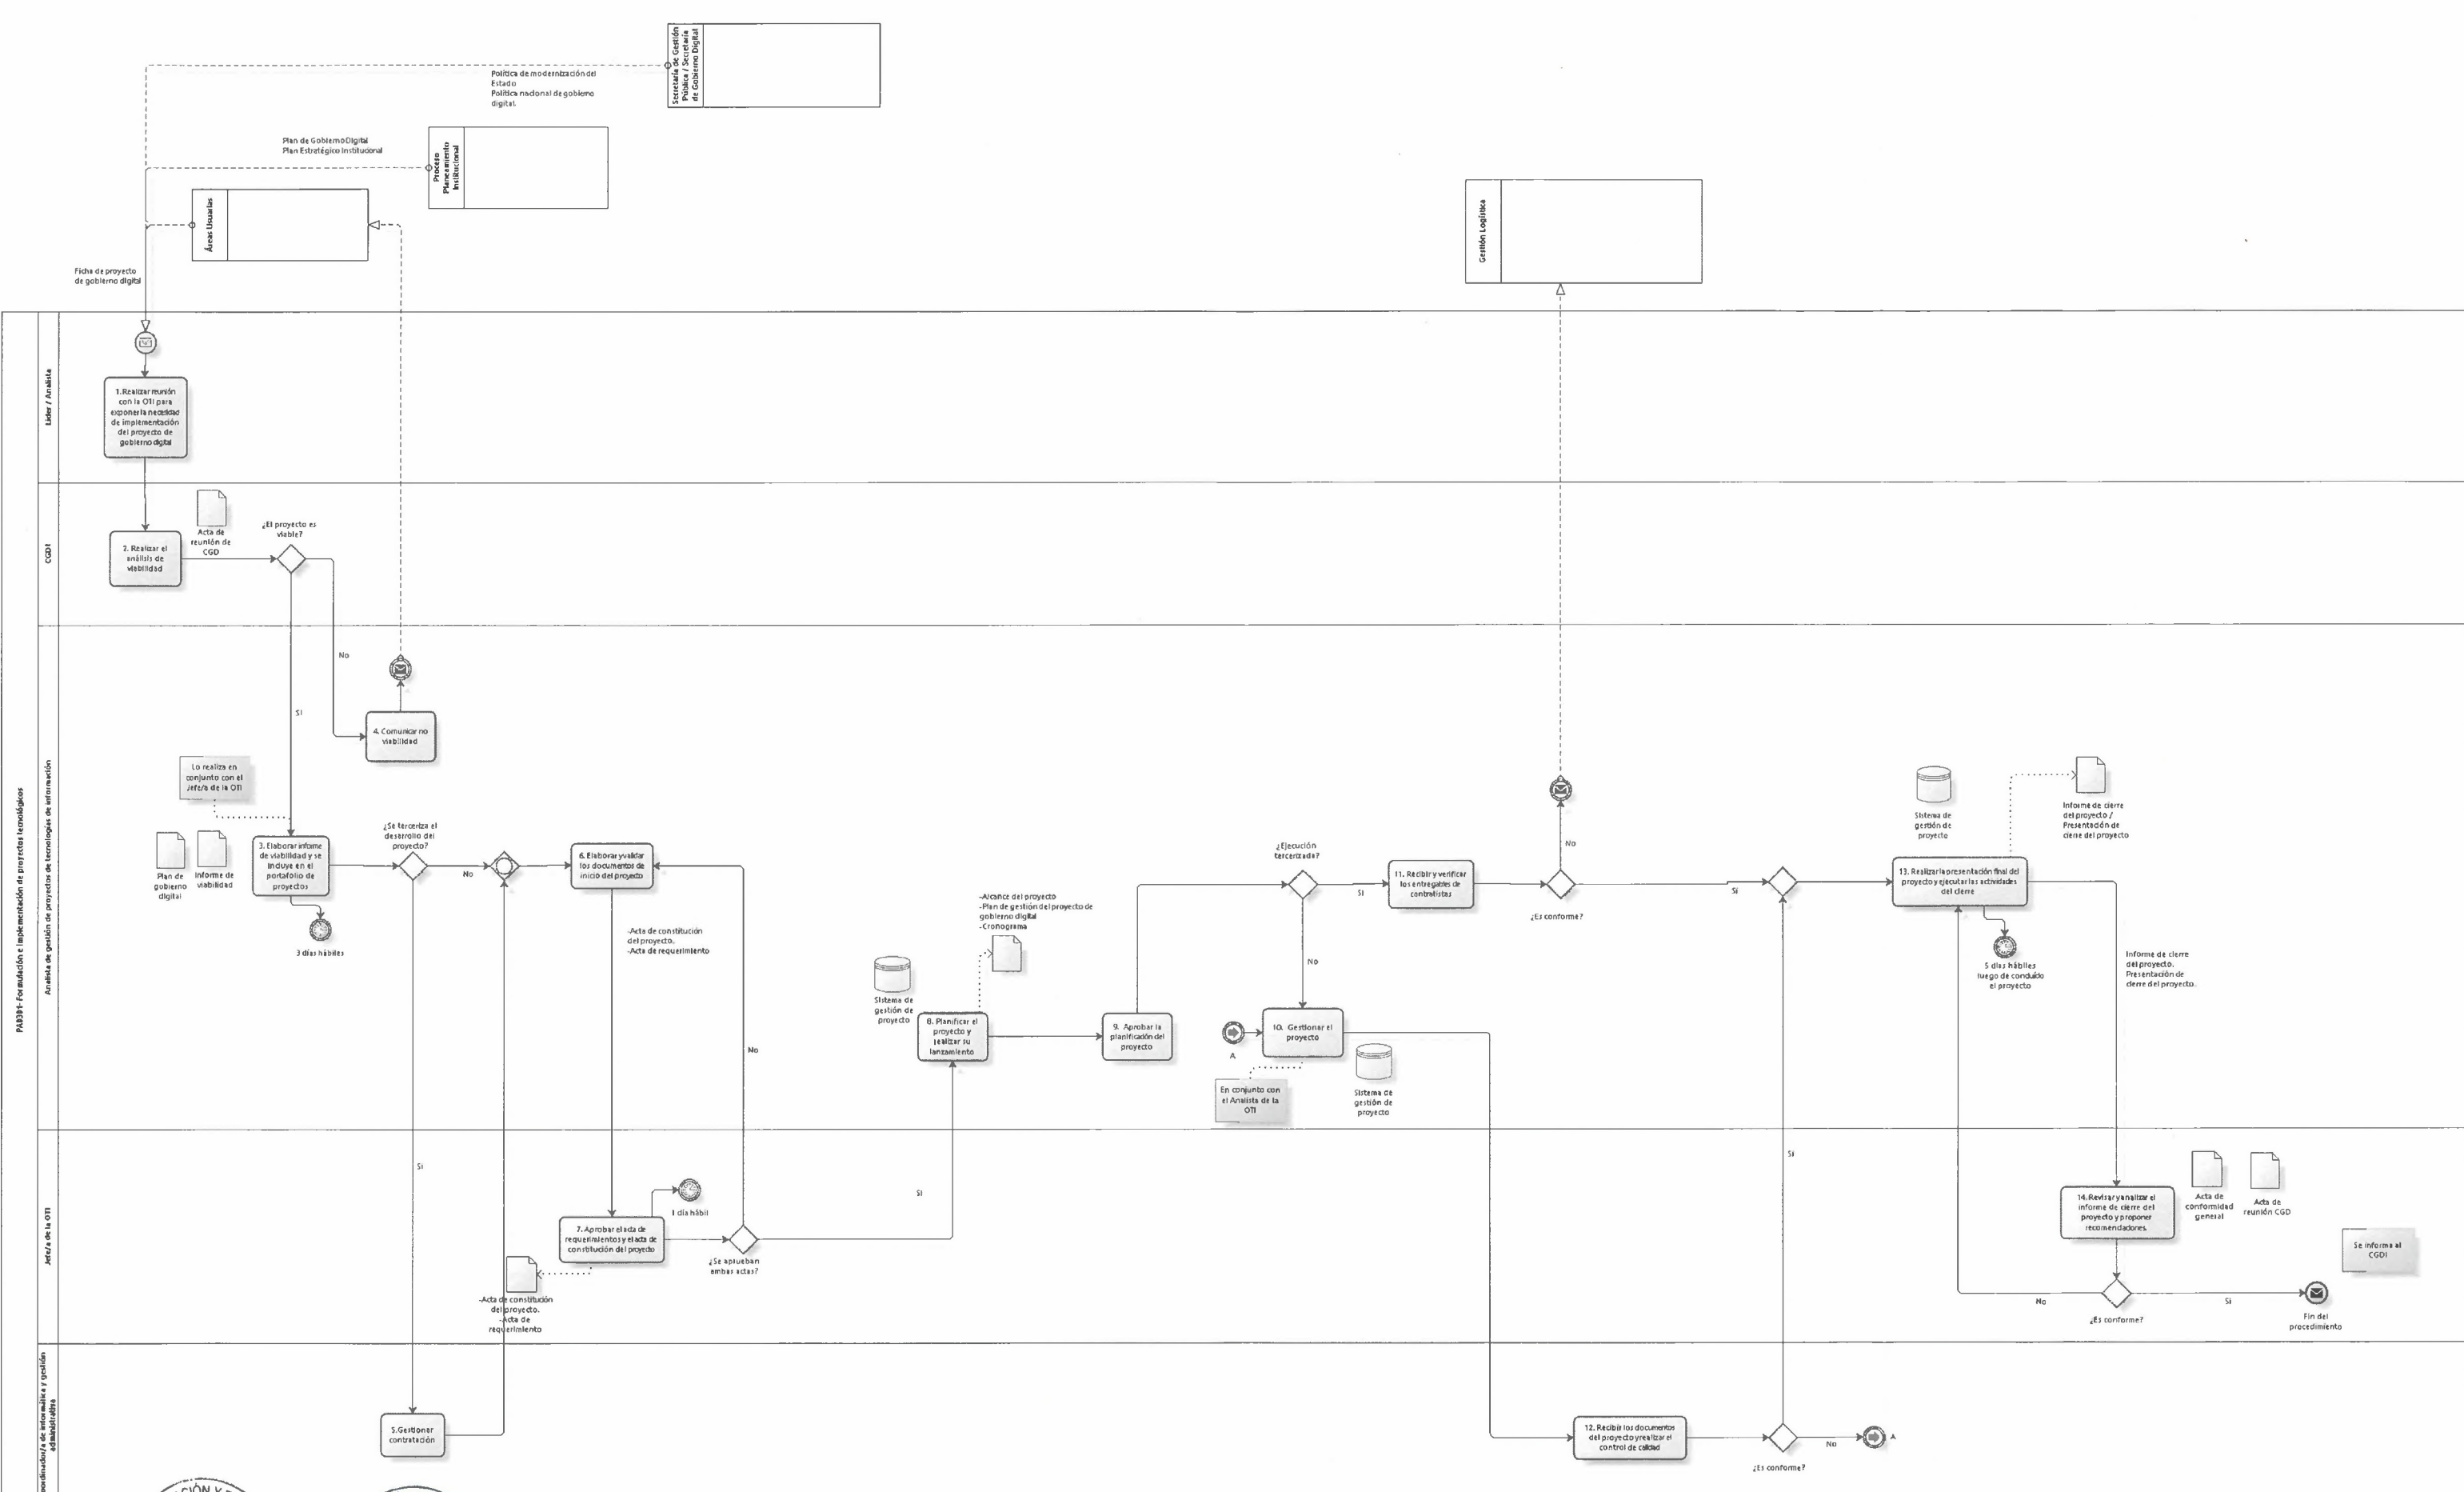 Secretaría de Gestión
Pública / Secretaría
de Gobierno Digital
Política de modernización del
Estado
Política nacional de gobierno
digital.
Proceso
Planeamiento
Institucional
Plan de Gobierno Digital
Plan Estratégico Institucional
Áreas Usuarias
Gestión Logística
Ficha de proyecto
de gobierno digital
PA0301- Formulación e implementación de proyectos tecnológicos
Líder / Analista
1. Realizar reunión
con la OTI para
exponer la necesidad
de implementación
del proyecto de
gobierno digital
CGDI
2. Realizar el
análisis de
viabilidad
Acta de
reunión de
CGD
¿El proyecto es
viable?
No
Si
Analista de gestión de proyectos de tecnologías de información
4. Comunicar no
viabilidad
Lo realiza en
conjunto con el
Jefe/a de la OTI
Plan de
gobierno
digital
Informe de
viabilidad
3. Elaborar informe
de viabilidad y se
incluye en el
portafolio de
proyectos
3 días hábiles
¿Se terceriza el
desarrollo del
proyecto?
No
Si
6. Elaborar y validar
los documentos de
inicio del proyecto
-Acta de constitución
del proyecto.
-Acta de requerimiento
No
Sistema de
gestión de
proyecto
-Alcance del proyecto
-Plan de gestión del proyecto de
gobierno digital
-Cronograma
8. Planificar el
proyecto y
realizar su
lanzamiento
9. Aprobar la
planificación del
proyecto
¿Ejecución
tercerizada?
Si
No
11. Recibir y verificar
los entregables de
contratistas
¿Es conforme?
No
Si
A
10. Gestionar el
proyecto
En conjunto con
el Analista de la
OTI
Sistema de
gestión de
proyecto
Sistema de
gestión de
proyecto
Informe de cierre
del proyecto /
Presentación de
cierre del proyecto
13. Realizar la presentación final del
proyecto y ejecutar las actividades
del cierre
5 días hábiles
luego de concluido
el proyecto
Informe de cierre
del proyecto.
Presentación de
cierre del proyecto.
Jefe/a de la OTI
7. Aprobar el acta de
requerimientos y el acta de
constitución del proyecto
1 día hábil
-Acta de constitución
del proyecto.
-Acta de
requerimiento
¿Se aprueban
ambas actas?
Si
Si
14. Revisar y analizar el
informe de cierre del
proyecto y proponer
recomendaciones
Acta de
conformidad
general
Acta de
reunión CGD
Se informa al
CGDI
No
¿Es conforme?
Si
Fin del
procedimiento
oordinador/a de informática y gestión
administrativa
5. Gestionar
contratación
12. Recibir los documentos
del proyecto y realizar el
control de calidad
¿Es conforme?
No
A
CIÓN Y